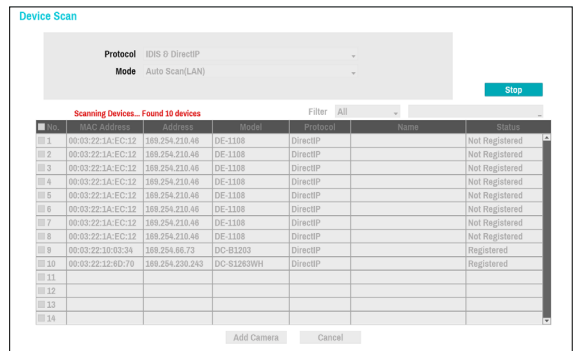 Device Scan
Protocol IDIS & DirectIP
Mode Auto Scan(LAN)
Stop
Scanning Devices... Found 10 devices Filter All
No. MAC Address Address Model Protocol Name Status
1 00:03:22:1A:EC:12 169.254.210.46 DE-1108 DirectIP Not Registered
2 00:03:22:1A:EC:12 169.254.210.46 DE-1108 DirectIP Not Registered
3 00:03:22:1A:EC:12 169.254.210.46 DE-1108 DirectIP Not Registered
4 00:03:22:1A:EC:12 169.254.210.46 DE-1108 DirectIP Not Registered
5 00:03:22:1A:EC:12 169.254.210.46 DE-1108 DirectIP Not Registered
6 00:03:22:1A:EC:12 169.254.210.46 DE-1108 DirectIP Not Registered
7 00:03:22:1A:EC:12 169.254.210.46 DE-1108 DirectIP Not Registered
8 00:03:22:1A:EC:12 169.254.210.46 DE-1108 DirectIP Not Registered
9 00:03:22:10:03:34 169.254.66.73 DC-B1203 DirectIP Registered
10 00:03:22:12:6D:70 169.254.230.243 DC-S1263WH DirectIP Registered
11
12
13
14
Add Camera Cancel